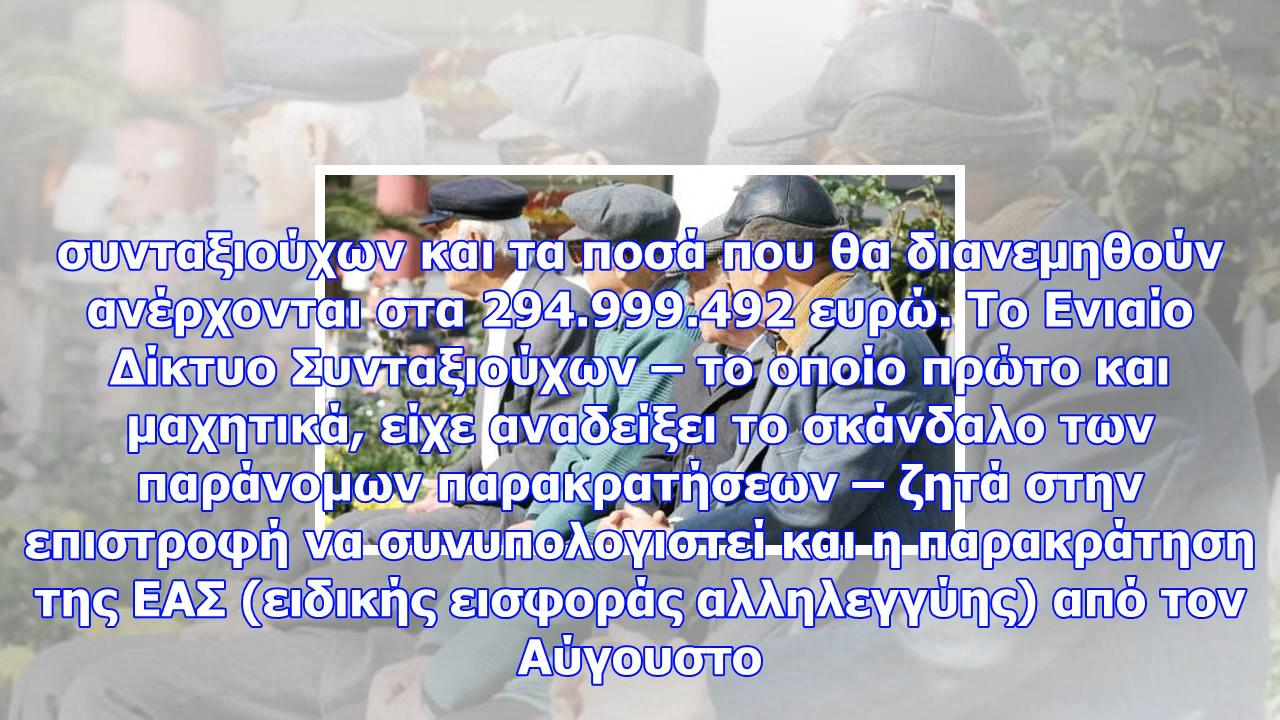 συνταξιούχων και τα ποσά που θα διανεμηθούν
ανέρχονται στα 294.999.492 ευρώ. Το Ενιαίο
Δίκτυο Συνταξιούχων – το οποίο πρώτο και
μαχητικά, είχε αναδείξει το σκάνδαλο των
παράνομων παρακρατήσεων – ζητά στην
επιστροφή να συνυπολογιστεί και η παρακράτηση
της ΕΑΣ (ειδικής εισφοράς αλληλεγγύης) από τον
Αύγουστο